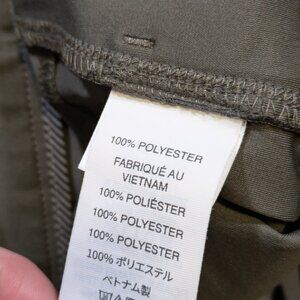 100% POLYESTER
FABRIQUÉ AU
VIETNAM
100% POLIÉSTER
100% POLYESTER
100% POLYESTER
100% ポリエステル
ベトナム製